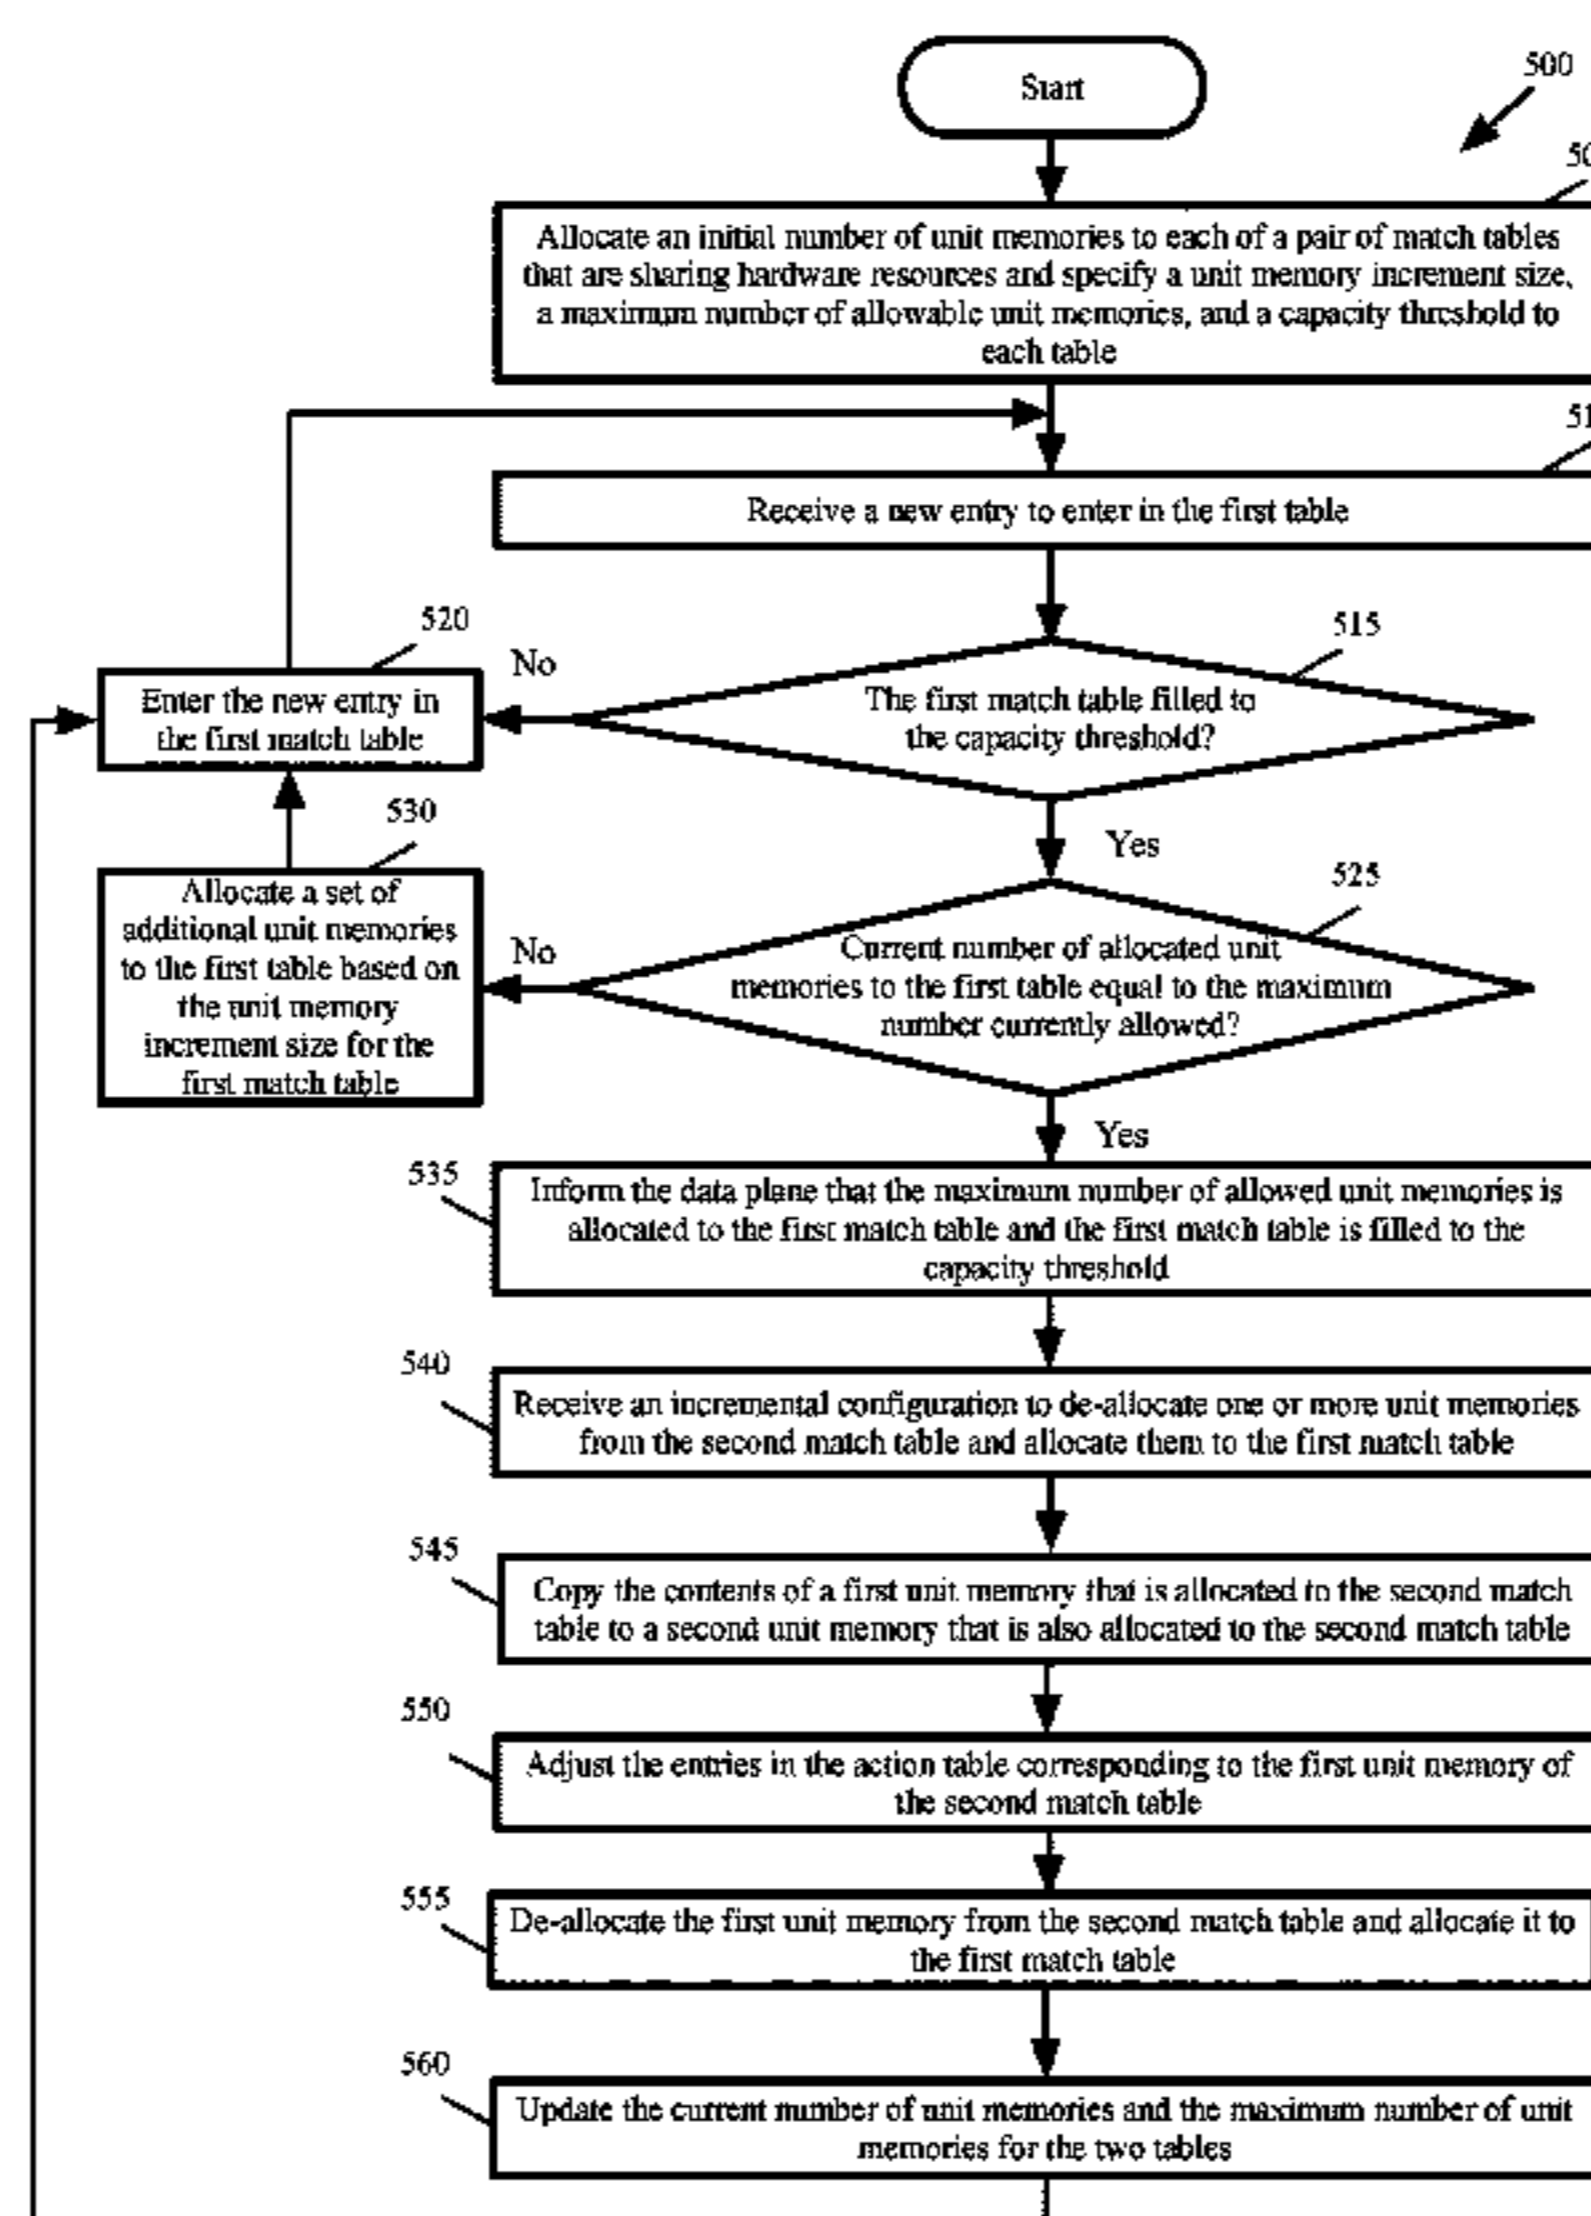 Start
500
50
Allocate an initial number of unit memories to each of a pair of match tables
that are sharing hardware resources and specify a unit memory increment size,
a maximum number of allowable unit memories, and a capacity threshold to
each table
51
Receive a new entry to enter in the first table
520
515
No
Enter the new entry in
the first match table
The first match table filled to
the capacity threshold?
530
Yes
525
Allocate a set of
additional unit memories
to the first table based on
the unit memory
increment size for the
first match table
No
Current number of allocated unit
memories to the first table equal to the maximum
number currently allowed?
Yes
535
Inform the data plane that the maximum number of allowed unit memories is
allocated to the first match table and the first match table is filled to the
capacity threshold
540
Receive an incremental configuration to de-allocate one or more unit memories
from the second match table and allocate them to the first match table
545
Copy the contents of a first unit memory that is allocated to the second match
table to a second unit memory that is also allocated to the second match table
550
Adjust the entries in the action table corresponding to the first unit memory of
the second match table
555
De-allocate the first unit memory from the second match table and allocate it to
the first match table
560
Update the current number of unit memories and the maximum number of unit
memories for the two tables